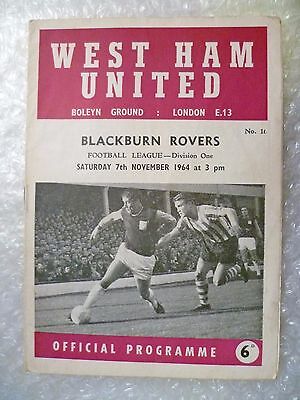 WEST HAM
UNITED
BOLEYN GROUND : LONDON E.13
No. 16
BLACKBURN ROVERS
FOOTBALL LEAGUE—Division One
SATURDAY 7th NOVEMBER 1964 at 3 pm
OFFICIAL PROGRAMME 6D